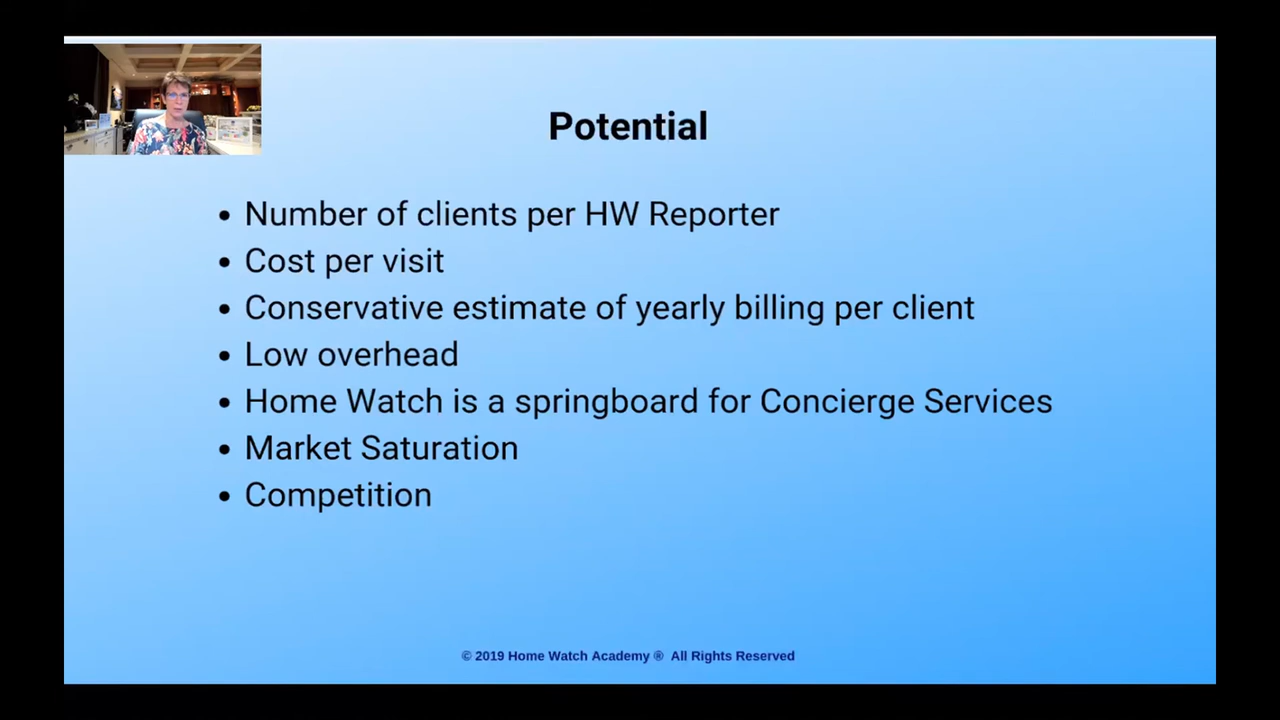 Potential
• Number of clients per HW Reporter
• Cost per visit
• Conservative estimate of yearly billing per client
• Low overhead
• Home Watch is a springboard for Concierge Services
• Market Saturation
• Competition
© 2019 Home Watch Academy ® All Rights Reserved